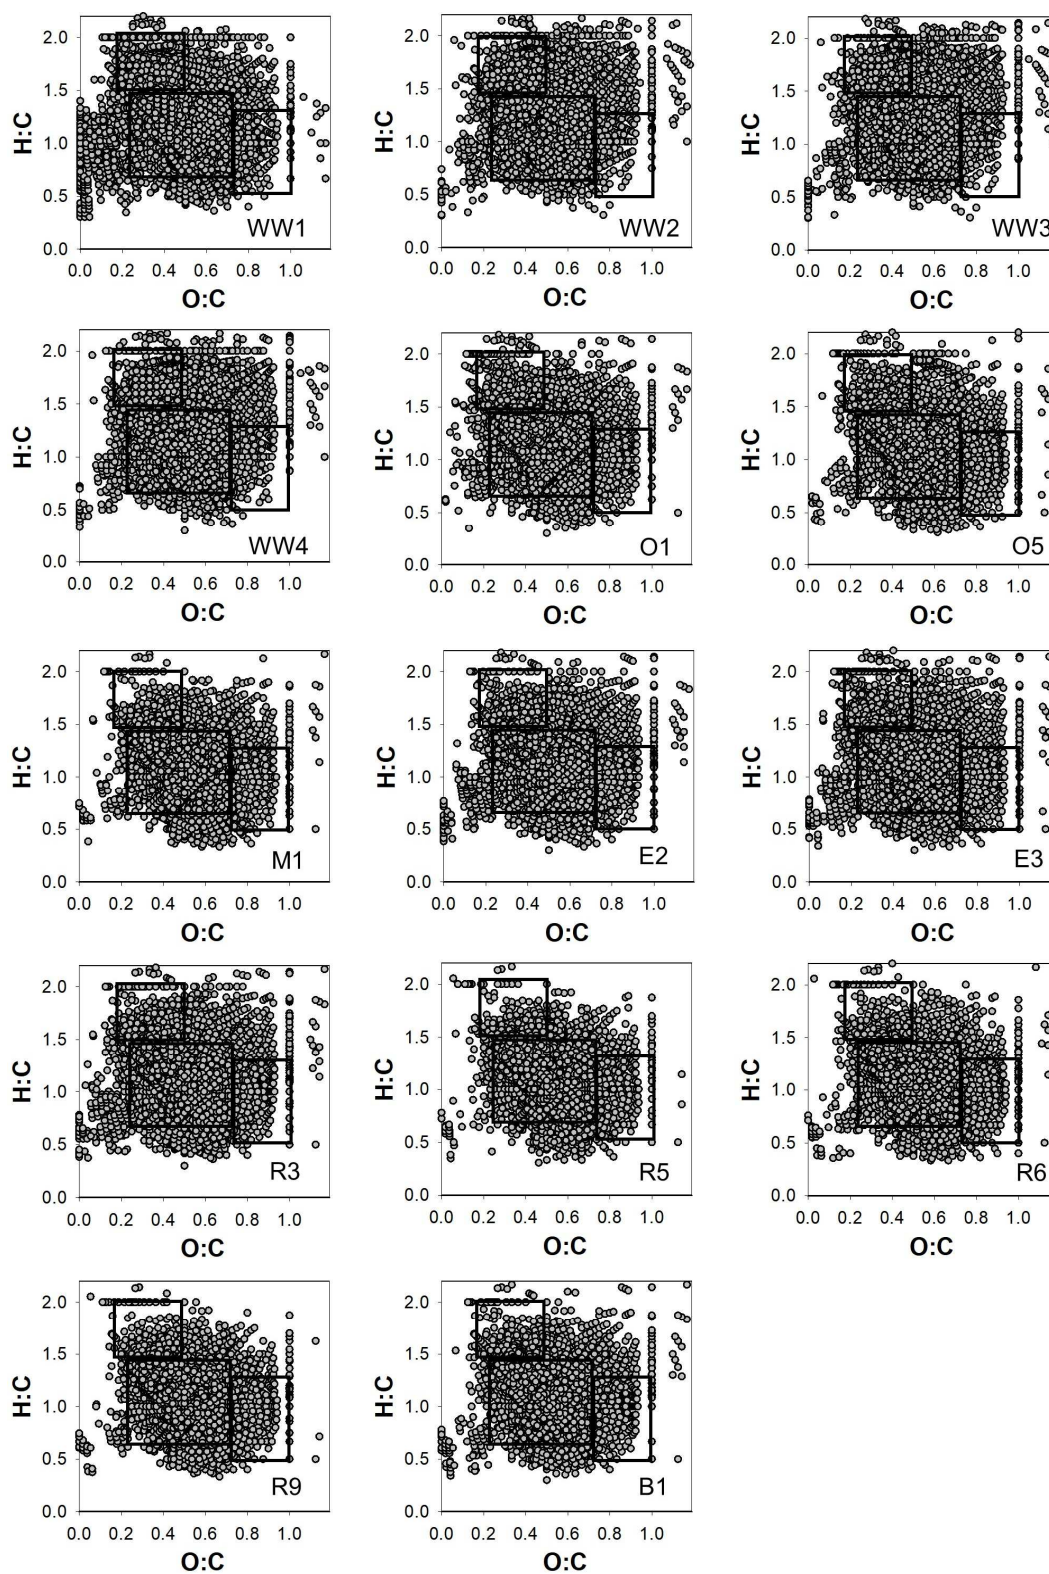 H:C 2.0 1.5 1.0 0.5 0.0 WW1
0.0 0.2 0.4 0.6 0.8 1.0
O:C
H:C 2.0 1.5 1.0 0.5 0.0 WW2
0.0 0.2 0.4 0.6 0.8 1.0
O:C
H:C 2.0 1.5 1.0 0.5 0.0 WW3
0.0 0.2 0.4 0.6 0.8 1.0
O:C
H:C 2.0 1.5 1.0 0.5 0.0 WW4
0.0 0.2 0.4 0.6 0.8 1.0
O:C
H:C 2.0 1.5 1.0 0.5 0.0 O1
0.0 0.2 0.4 0.6 0.8 1.0
O:C
H:C 2.0 1.5 1.0 0.5 0.0 O5
0.0 0.2 0.4 0.6 0.8 1.0
O:C
H:C 2.0 1.5 1.0 0.5 0.0 M1
0.0 0.2 0.4 0.6 0.8 1.0
O:C
H:C 2.0 1.5 1.0 0.5 0.0 E2
0.0 0.2 0.4 0.6 0.8 1.0
O:C
H:C 2.0 1.5 1.0 0.5 0.0 E3
0.0 0.2 0.4 0.6 0.8 1.0
O:C
H:C 2.0 1.5 1.0 0.5 0.0 R3
0.0 0.2 0.4 0.6 0.8 1.0
O:C
H:C 2.0 1.5 1.0 0.5 0.0 R5
0.0 0.2 0.4 0.6 0.8 1.0
O:C
H:C 2.0 1.5 1.0 0.5 0.0 R6
0.0 0.2 0.4 0.6 0.8 1.0
O:C
H:C 2.0 1.5 1.0 0.5 0.0 R9
0.0 0.2 0.4 0.6 0.8 1.0
O:C
H:C 2.0 1.5 1.0 0.5 0.0 B1
0.0 0.2 0.4 0.6 0.8 1.0
O:C